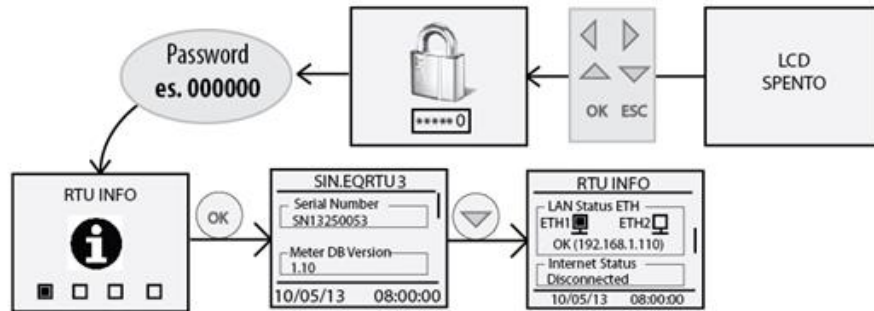 Password
es. 000000
*****0
OK ESC
LCD
SPENTO
RTU INFO
i
OK
SIN.EQRTU 3
Serial Number
SN13250053
Meter DB Version
1.10
10/05/13 08:00:00
RTU INFO
LAN Status ETH
ETH1 ETH2
OK (192.168.1.110)
Internet Status
Disconnected
10/05/13 08:00:00